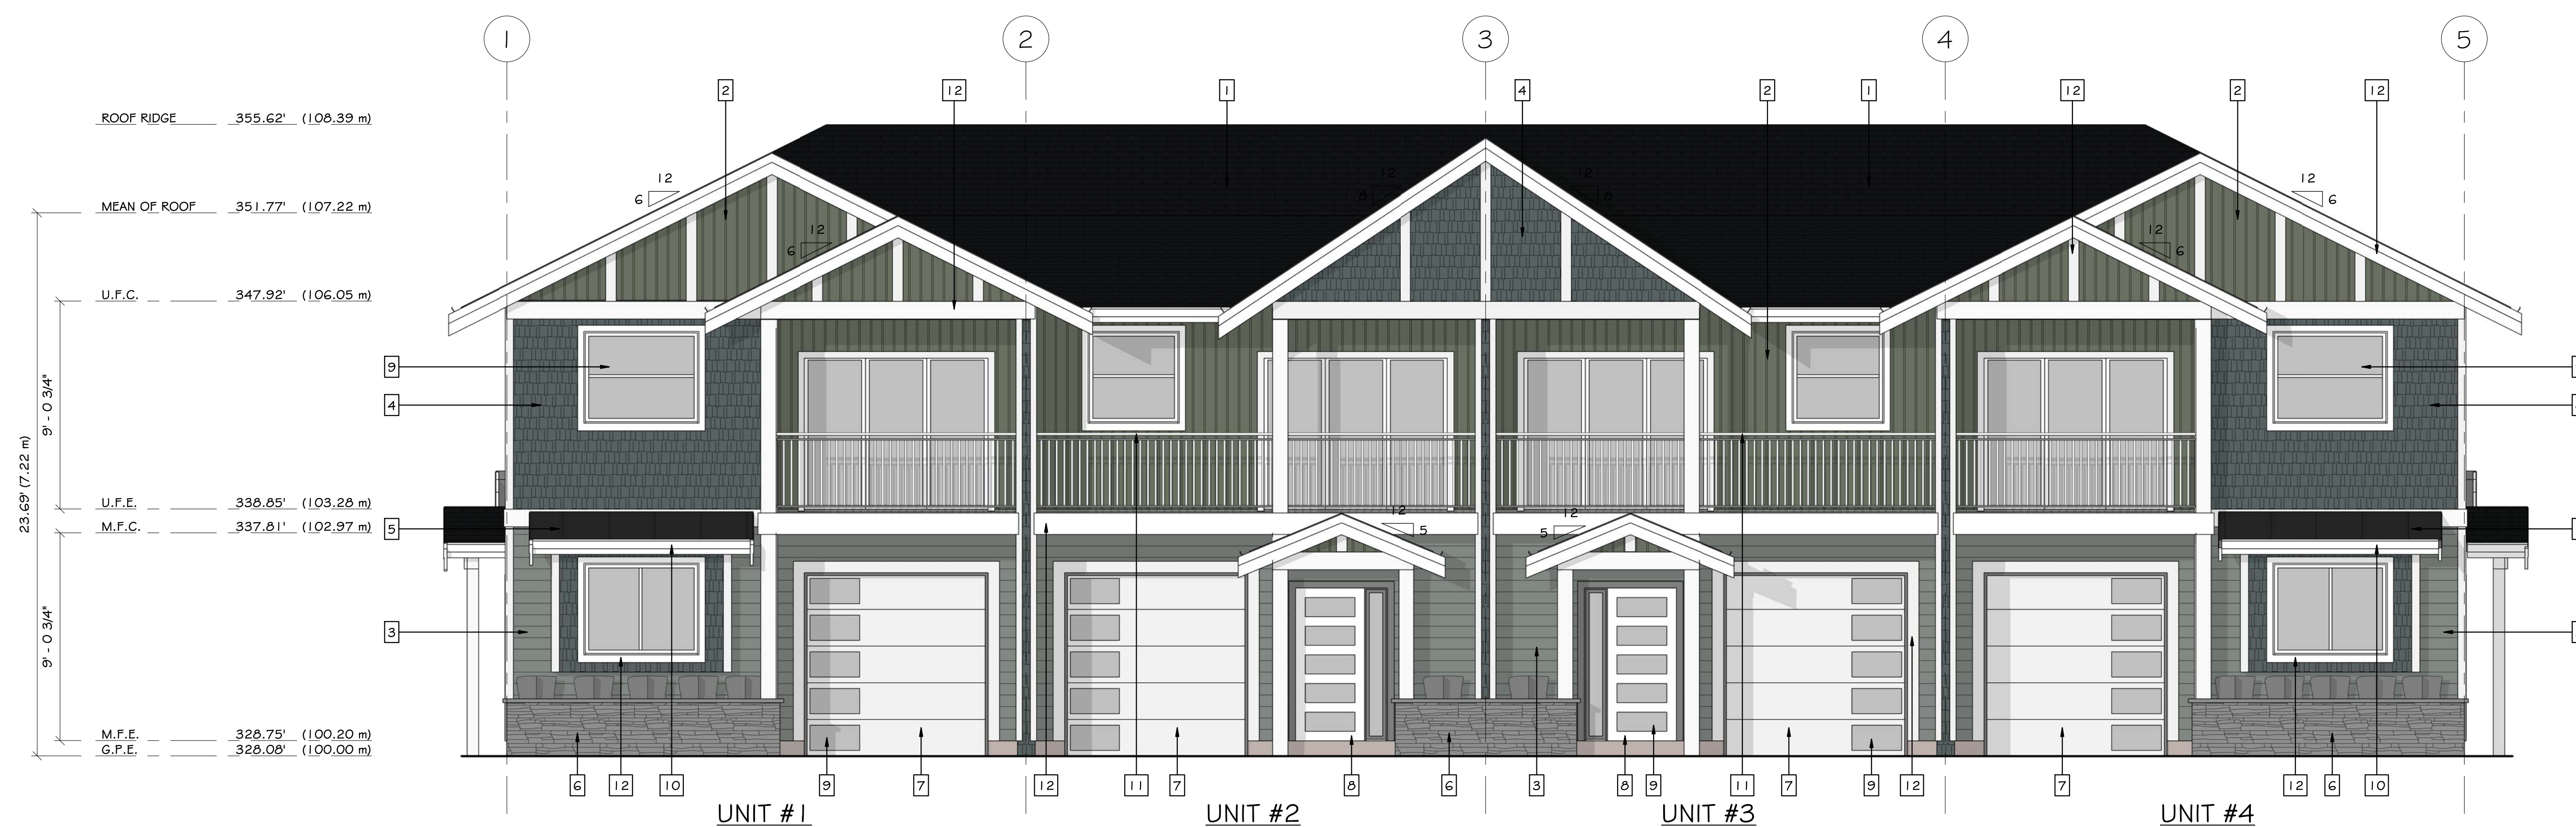 1 2 3 4 5
2 12 1 4 2 1 12 2 12
ROOF RIDGE 355.62' (108.39 m)
12 6
12 6
12 8
12 8
12 6
12 6
MEAN OF ROOF 351.77' (107.22 m)
U.F.C. 347.92' (106.05 m)
9
4
9' - 0 3/4"
23.69' (7.22 m)
U.F.E. 338.85' (103.28 m)
M.F.C. 337.81' (102.97 m)
5
12 5
12 5
9' - 0 3/4"
3
M.F.E. 328.75' (100.20 m)
G.P.E. 328.08' (100.00 m)
6 12 10 9 7 12 11 7 8 6 3 8 9 11 7 9 12 7 12 6 10
UNIT #1 UNIT #2 UNIT #3 UNIT #4